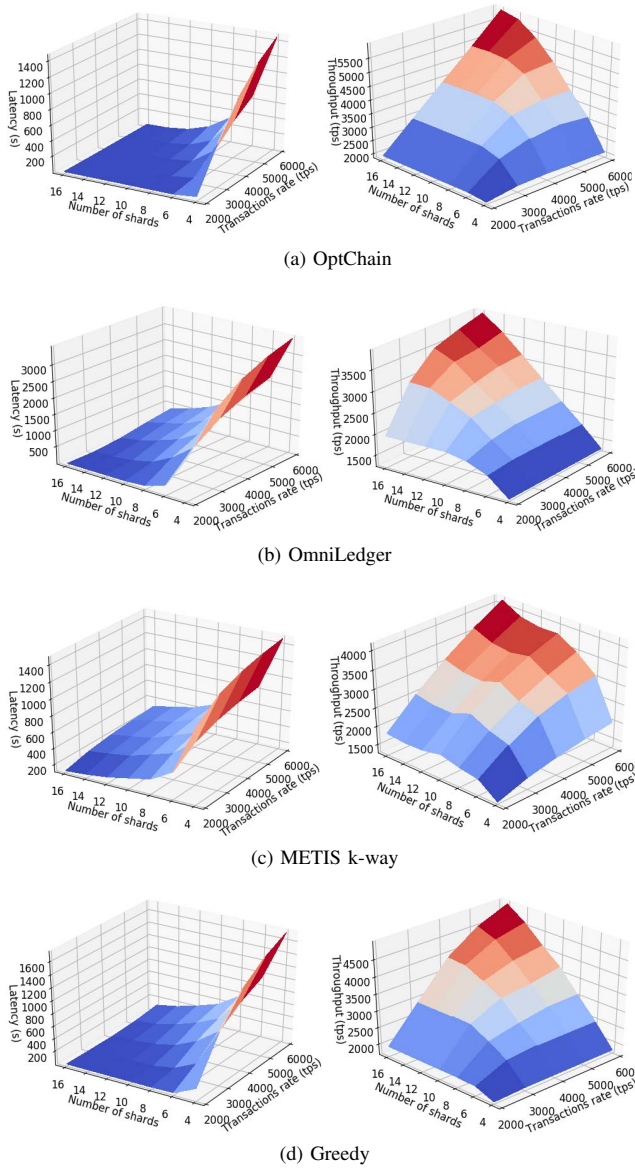 1400
1200
1000
800
600
400
200
Latency (s)
16 14 12 10 8 6 4
Number of shards
2000 3000 4000 5000 6000
Transactions rate (tps)
5500
5000
4500
4000
3500
3000
2500
2000
Throughput (tps)
16 14 12 10 8 6 4
Number of shards
2000 3000 4000 5000 6000
Transactions rate (tps)
(a) OptChain
3000
2500
2000
1500
1000
500
Latency (s)
16 14 12 10 8 6 4
Number of shards
2000 3000 4000 5000 6000
Transactions rate (tps)
3500
3000
2500
2000
1500
Throughput (tps)
16 14 12 10 8 6 4
Number of shards
2000 3000 4000 5000 6000
Transactions rate (tps)
(b) OmniLedger
1400
1200
1000
800
600
400
200
Latency (s)
16 14 12 10 8 6 4
Number of shards
2000 3000 4000 5000 6000
Transactions rate (tps)
4000
3500
3000
2500
2000
1500
Throughput (tps)
16 14 12 10 8 6 4
Number of shards
2000 3000 4000 5000
Transactions rate (tps)
(c) METIS k-way
1600
1400
1200
1000
800
600
400
200
Latency (s)
16 14 12 10 8 6 4
Number of shards
2000 3000 4000 5000 6000
Transactions rate (tps)
4500
4000
3500
3000
2500
2000
Throughput (tps)
16 14 12 10 8 6 4
Number of shards
2000 3000 4000 5000
Transactions rate (tps)
(d) Greedy